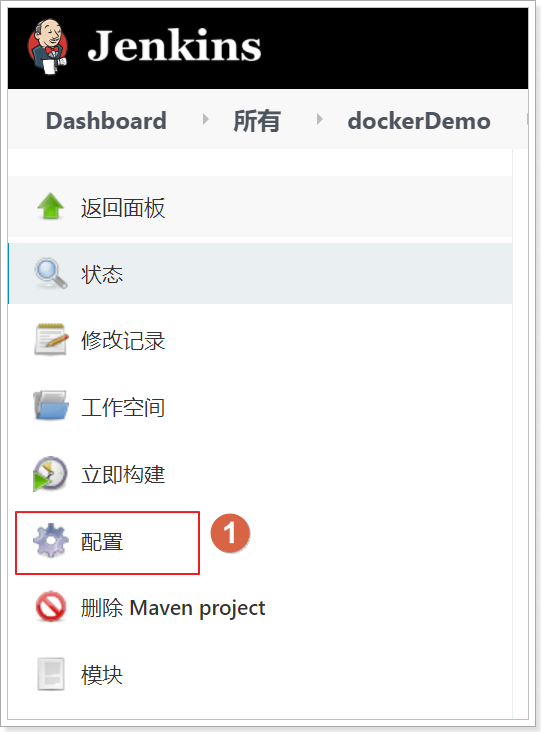 Jenkins
Dashboard 所有 dockerDemo
返回面板
状态
修改记录
工作空间
立即构建
配置 1
删除 Maven project
模块